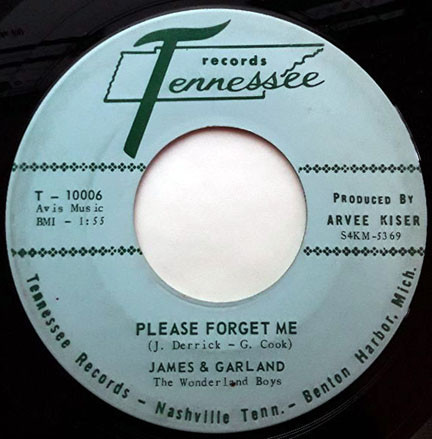 records
Tennessee
T - 10006
Avis Music
BMI - 1:55
PRODUCED BY
ARVEE KISER
S4KM-5369
PLEASE FORGET ME
(J. Derrick - G. Cook)
JAMES & GARLAND
The Wonderland Boys
Tennessee Records - Nashville Tenn. - Benton Harbor, Mich.